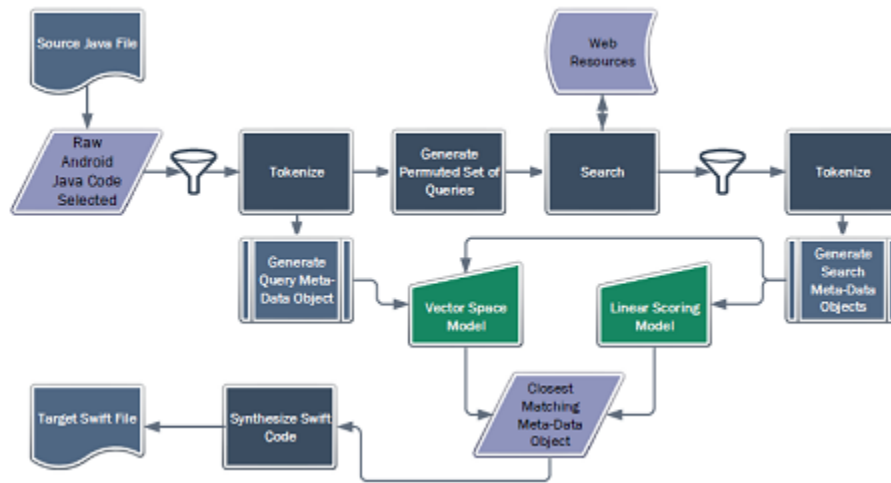 Source Java File
Web
Resources
Raw
Android
Java Code
Selected
Tokenize
Generate
Permuted Set of
Queries
Search
Tokenize
Generate
Query Meta-
Data Object
Generate
Search
Meta-Data
Objects
Vector Space
Model
Linear Scoring
Model
Closest
Matching
Meta-Data
Object
Target Swift File
Synthesize Swift
Code